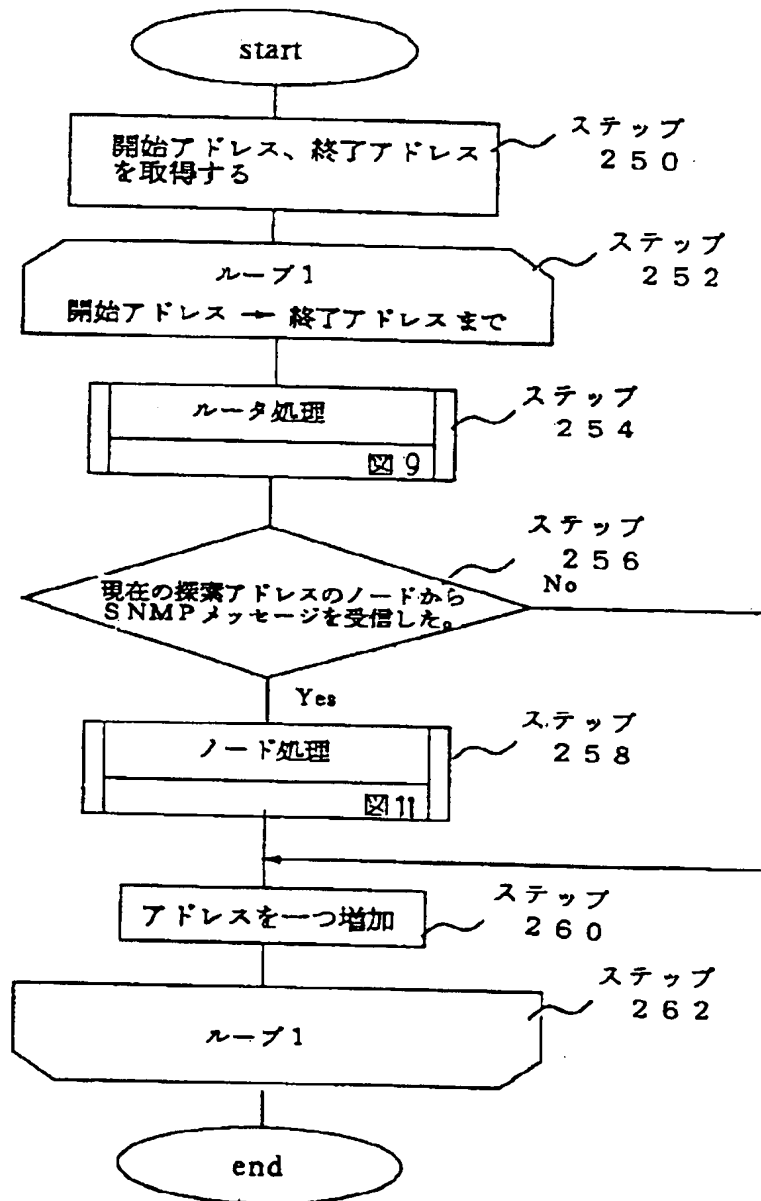 start
開始アドレス、終了アドレス
を取得する
ステップ
250
ループ1
開始アドレス → 終了アドレスまで
ステップ
252
ルータ処理
図9
ステップ
254
現在の探索アドレスのノードから
SNMPメッセージを受信した。
ステップ
256
No
Yes
ノード処理
図11
ステップ
258
アドレスを一つ増加
ステップ
260
ループ1
ステップ
262
end